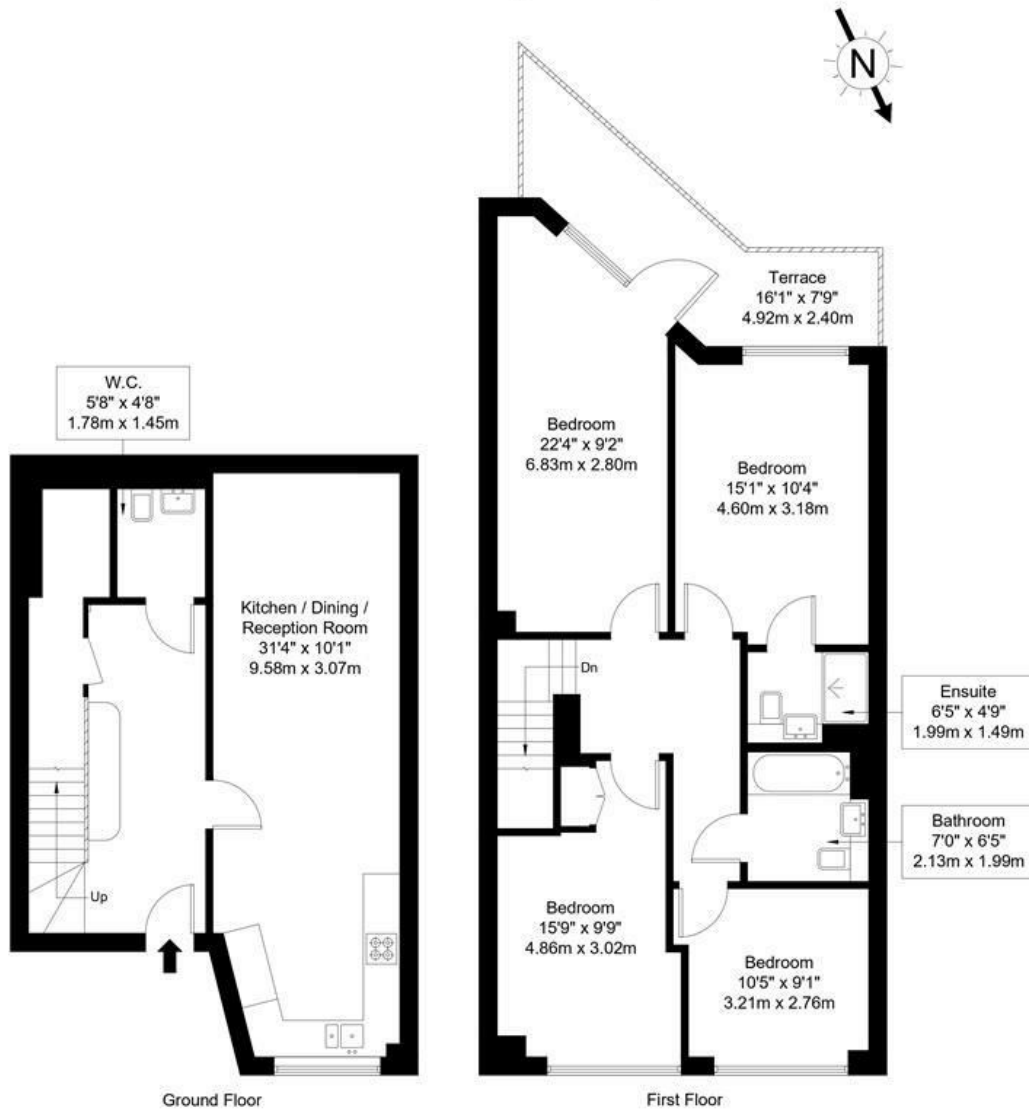 N
W.C.
5'8" x 4'8"
1.78m x 1.45m
Kitchen / Dining /
Reception Room
31'4" x 10'1"
9.58m x 3.07m
Up
Ground Floor
Terrace
16'1" x 7'9"
4.92m x 2.40m
Bedroom
22'4" x 9'2"
6.83m x 2.80m
Bedroom
15'1" x 10'4"
4.60m x 3.18m
Dn
Ensuite
6'5" x 4'9"
1.99m x 1.49m
Bathroom
7'0" x 6'5"
2.13m x 1.99m
Bedroom
15'9" x 9'9"
4.86m x 3.02m
Bedroom
10'5" x 9'1"
3.21m x 2.76m
First Floor